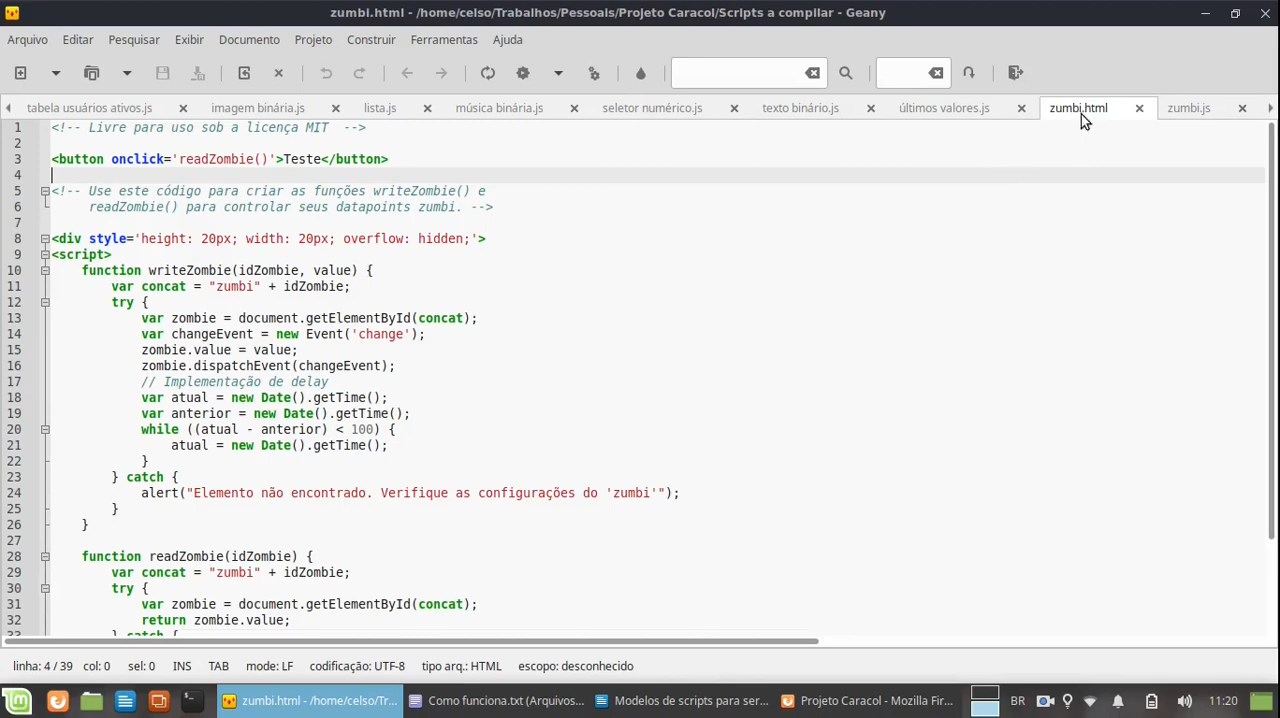 zumbi.html - /home/celso/Trabalhos/Pessoais/Projeto Caracol/Scripts a compilar - Geany
Arquivo Editar Pesquisar Exibir Documento Projeto Construir Ferramentas Ajuda
tabela usuários ativos.js imagem binária.js lista.js música binária.js seletor numérico.js texto binário.js últimos valores.js zumbi.html zumbi.js
1 <!-- Livre para uso sob a licença MIT  -->
2
3 <button onclick='readZombie()'>Teste</button>
4
5 <!-- Use este código para criar as funções writeZombie() e
6      readZombie() para controlar seus datapoints zumbi. -->
7
8 <div style='height: 20px; width: 20px; overflow: hidden;'>
9 <script>
10     function writeZombie(idZombie, value) {
11         var concat = "zumbi" + idZombie;
12         try {
13             var zombie = document.getElementById(concat);
14             var changeEvent = new Event('change');
15             zombie.value = value;
16             zombie.dispatchEvent(changeEvent);
17             // Implementação de delay
18             var atual = new Date().getTime();
19             var anterior = new Date().getTime();
20             while ((atual - anterior) < 100) {
21                 atual = new Date().getTime();
22             }
23         } catch {
24             alert("Elemento não encontrado. Verifique as configurações do 'zumbi'");
25         }
26     }
27
28     function readZombie(idZombie) {
29         var concat = "zumbi" + idZombie;
30         try {
31             var zombie = document.getElementById(concat);
32             return zombie.value;
33         } catch {
linha: 4 / 39 col: 0 sel: 0 INS TAB mode: LF codificação: UTF-8 tipo arq.: HTML escopo: desconhecido
zumbi.html - /home/celso/Tr... Como funciona.txt (Arquivos... Modelos de scripts para ser... Projeto Caracol - Mozilla Fir... BR 11:20